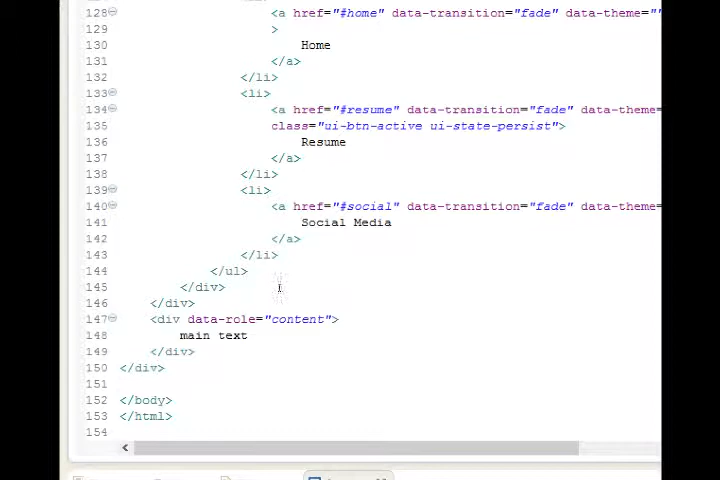 128 <a href="#home" data-transition="fade" data-theme=""
129 >
130 Home
131 </a>
132 </li>
133 <li>
134 <a href="#resume" data-transition="fade" data-theme=
135 class="ui-btn-active ui-state-persist">
136 Resume
137 </a>
138 </li>
139 <li>
140 <a href="#social" data-transition="fade" data-theme=
141 Social Media
142 </a>
143 </li>
144 </ul>
145 </div>
146 </div>
147 <div data-role="content">
148 main text
149 </div>
150 </div>
151
152 </body>
153 </html>
154